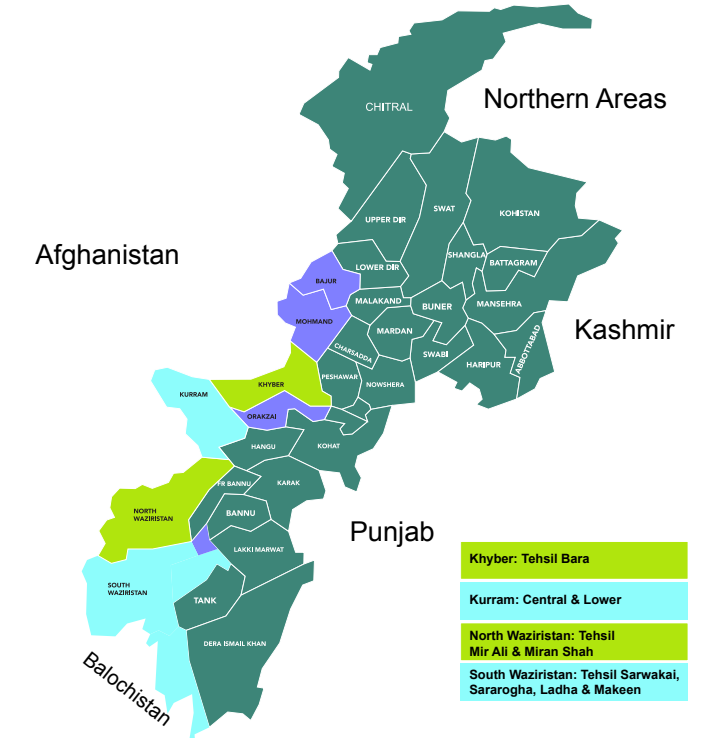 CHITRAL
Northern Areas
SWAT
KOHISTAN
UPPER DIR
Afghanistan
SHANGLA
BATTAGRAM
LOWER DIR
BAJUR
MALAKAND
BUNER
MANSEHRA
MOHMAND
MARDAN
Kashmir
CHARSADDA
SWABI
ABBOTTABAD
HARIPUR
PESHAWAR
NOWSHERA
KHYBER
KURRAM
ORAKZAI
HANGU
KOHAT
FR BANNU
KARAK
NORTH
WAZIRISTAN
BANNU
Punjab
LAKKI MARWAT
SOUTH
WAZIRISTAN
TANK
DERA ISMAIL KHAN
Balochistan
Khyber: Tehsil Bara
Kurram: Central & Lower
North Waziristan: Tehsil
Mir Ali & Miran Shah
South Waziristan: Tehsil Sarwakai,
Sararogha, Ladha & Makeen